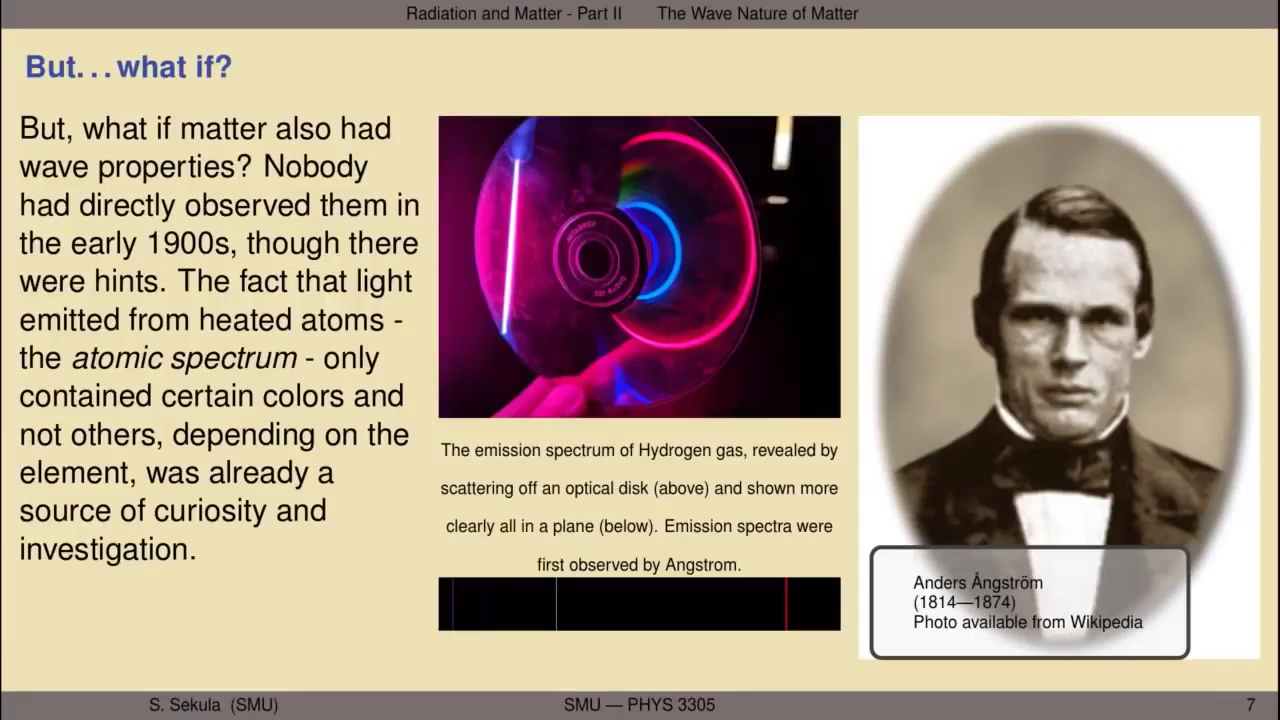 Radiation and Matter - Part II The Wave Nature of Matter
But. . . what if?
But, what if matter also had
wave properties? Nobody
had directly observed them in
the early 1900s, though there
were hints. The fact that light
emitted from heated atoms -
the atomic spectrum - only
contained certain colors and
not others, depending on the
element, was already a
source of curiosity and
investigation.
The emission spectrum of Hydrogen gas, revealed by
scattering off an optical disk (above) and shown more
clearly all in a plane (below). Emission spectra were
first observed by Angstrom.
Anders Ångström
(1814—1874)
Photo available from Wikipedia
S. Sekula (SMU) SMU — PHYS 3305 7